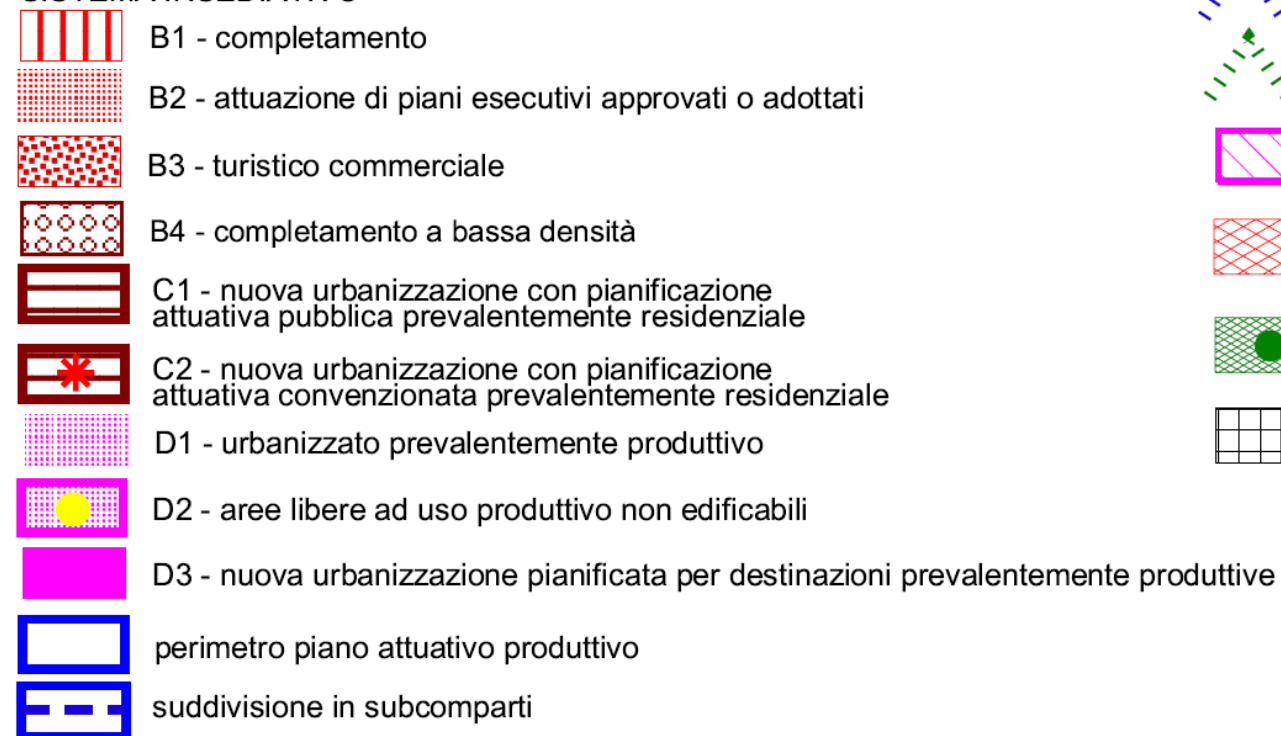 B1 - completamento
B2 - attuazione di piani esecutivi approvati o adottati
B3 - turistico commerciale
B4 - completamento a bassa densità
C1 - nuova urbanizzazione con pianificazione
attuativa pubblica prevalentemente residenziale
C2 - nuova urbanizzazione con pianificazione
attuativa convenzionata prevalentemente residenziale
D1 - urbanizzato prevalentemente produttivo
D2 - aree libere ad uso produttivo non edificabili
D3 - nuova urbanizzazione pianificata per destinazioni prevalentemente produttive
perimetro piano attuativo produttivo
suddivisione in subcomparti